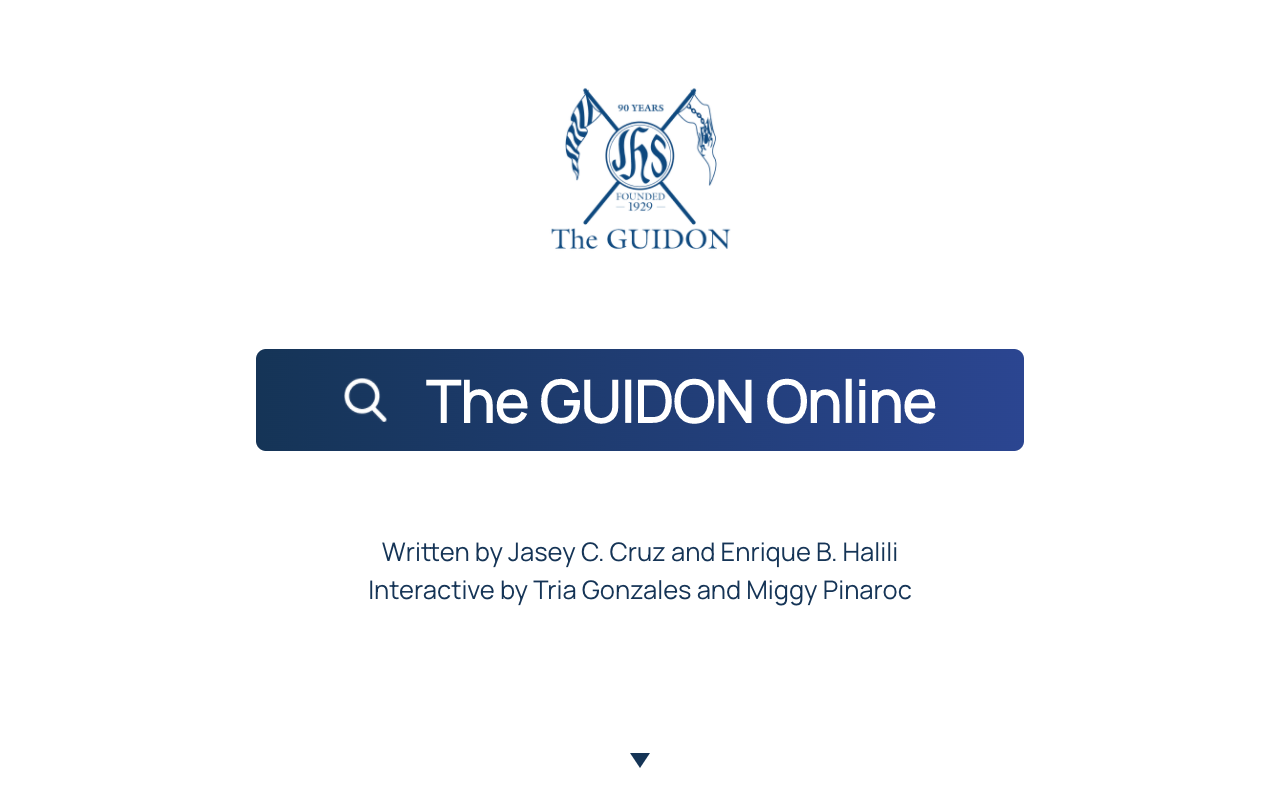 90 YEARS
Jhs
FOUNDED
– 1929 –
The GUIDON
The GUIDON Online
Written by Jasey C. Cruz and Enrique B. Halili
Interactive by Tria Gonzales and Miggy Pinaroc